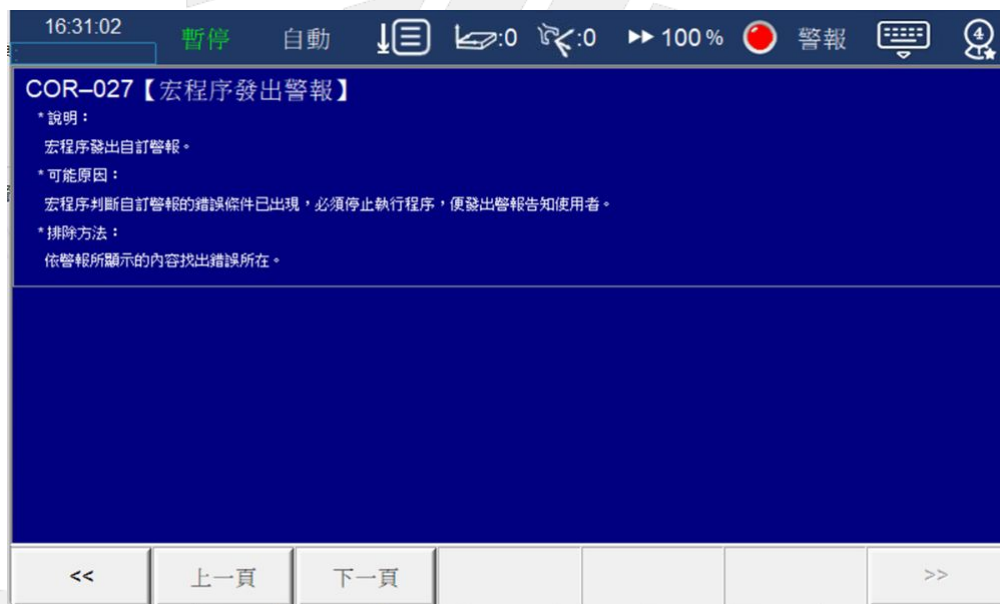 16:31:02
暫停
自動
:0
:0
100 %
警報
4
:
COR–027【宏程序發出警報】
*說明：
宏程序發出自訂警報。
*可能原因：
宏程序判斷自訂警報的錯誤條件已出現，必須停止執行程序，便發出警報告知使用者。
*排除方法：
依警報所顯示的內容找出錯誤所在。
<<
上一頁
下一頁
>>